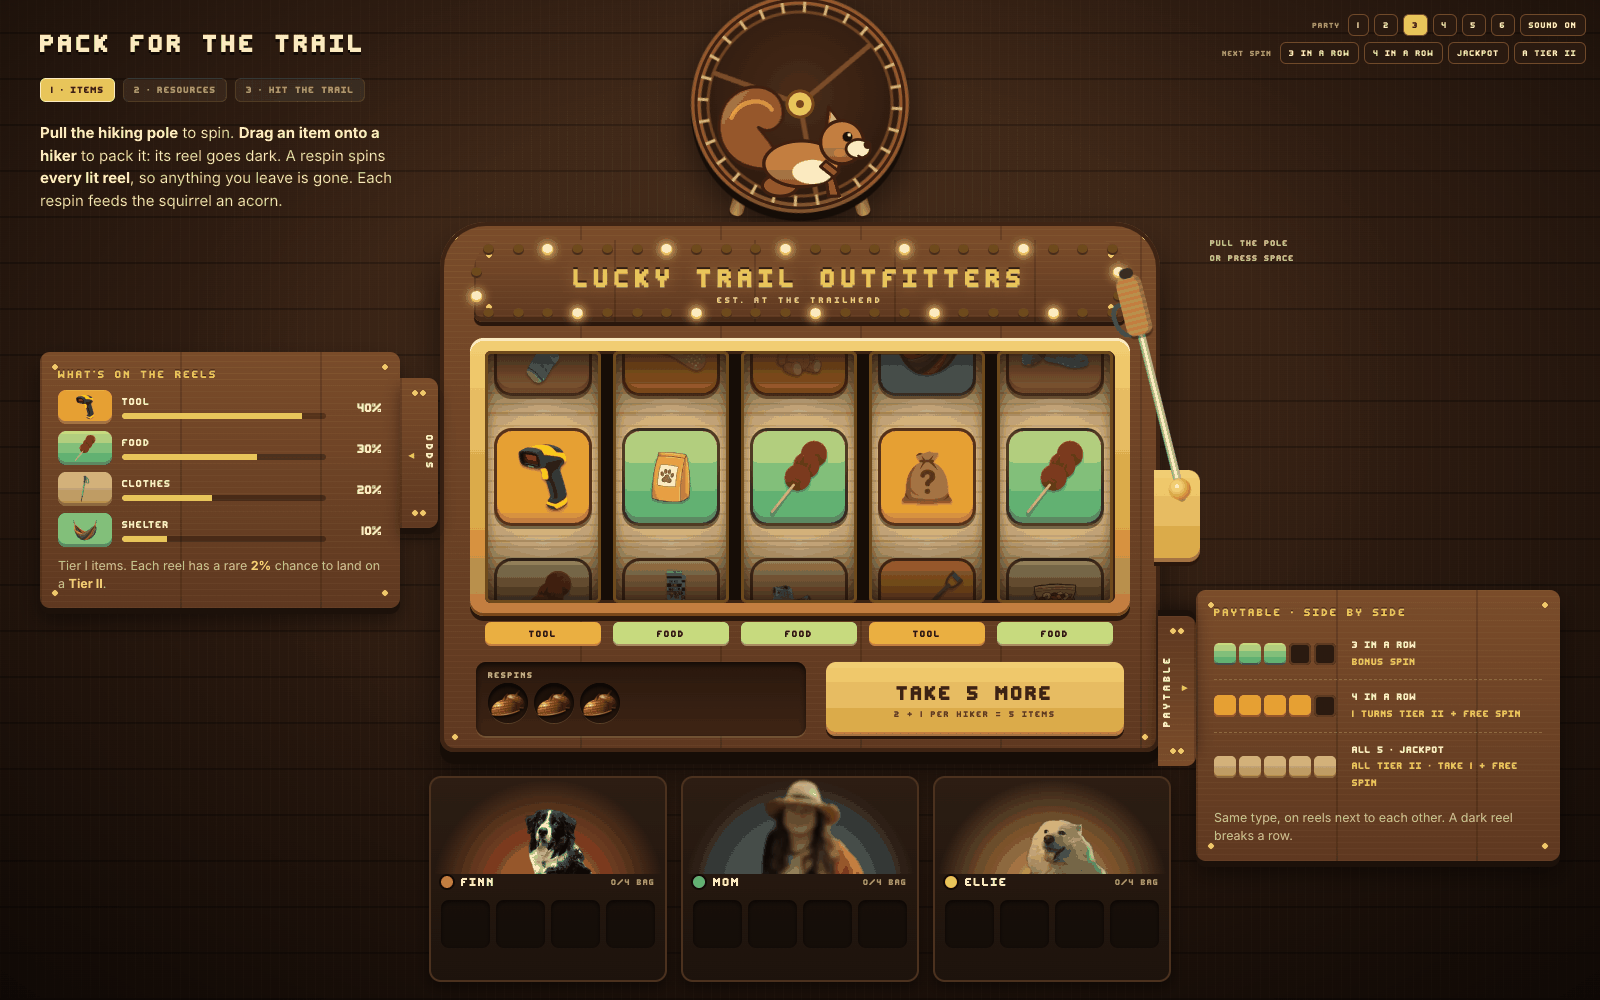 PACK FOR THE TRAIL
1 · ITEMS
2 · RESOURCES
3 · HIT THE TRAIL
Pull the hiking pole to spin. Drag an item onto a
hiker to pack it: its reel goes dark. A respin spins
every lit reel, so anything you leave is gone. Each
respin feeds the squirrel an acorn.
PARTY 1 2 3 4 5 6 SOUND ON
NEXT SPIN 3 IN A ROW 4 IN A ROW JACKPOT A TIER II
PULL THE POLE
OR PRESS SPACE
LUCKY TRAIL OUTFITTERS
EST. AT THE TRAILHEAD
WHAT'S ON THE REELS
TOOL 40%
FOOD 30%
CLOTHES 20%
SHELTER 10%
Tier I items. Each reel has a rare 2% chance to land on
a Tier II.
ODDS
?
TOOL FOOD FOOD TOOL FOOD
RESPINS
TAKE 5 MORE
2 + 1 PER HIKER = 5 ITEMS
PAYTABLE
PAYTABLE · SIDE BY SIDE
3 IN A ROW
BONUS SPIN
4 IN A ROW
1 TURNS TIER II + FREE SPIN
ALL 5 · JACKPOT
ALL TIER II · TAKE 1 + FREE
SPIN
Same type, on reels next to each other. A dark reel
breaks a row.
FINN 0/4 BAG
MOM 0/4 BAG
ELLIE 0/4 BAG